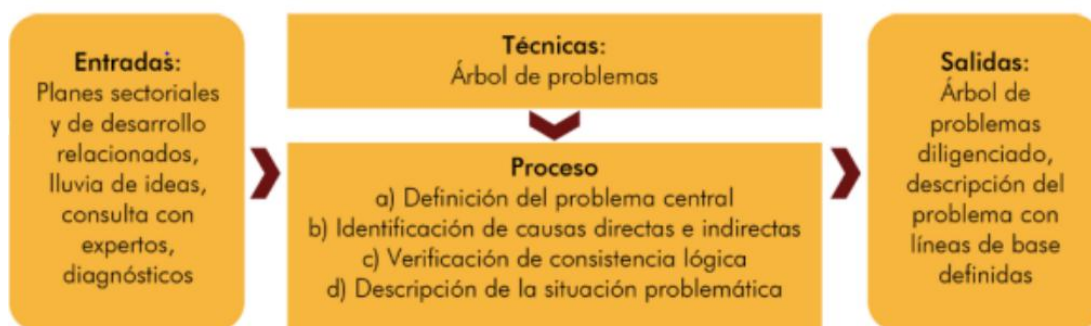 Entradas:
Planes sectoriales
y de desarrollo
relacionados,
lluvia de ideas,
consulta con
expertos,
diagnósticos
Técnicas:
Árbol de problemas
Proceso
a) Definición del problema central
b) Identificación de causas directas e indirectas
c) Verificación de consistencia lógica
d) Descripción de la situación problemática
Salidas:
Árbol de
problemas
diligenciado,
descripción del
problema con
líneas de base
definidas